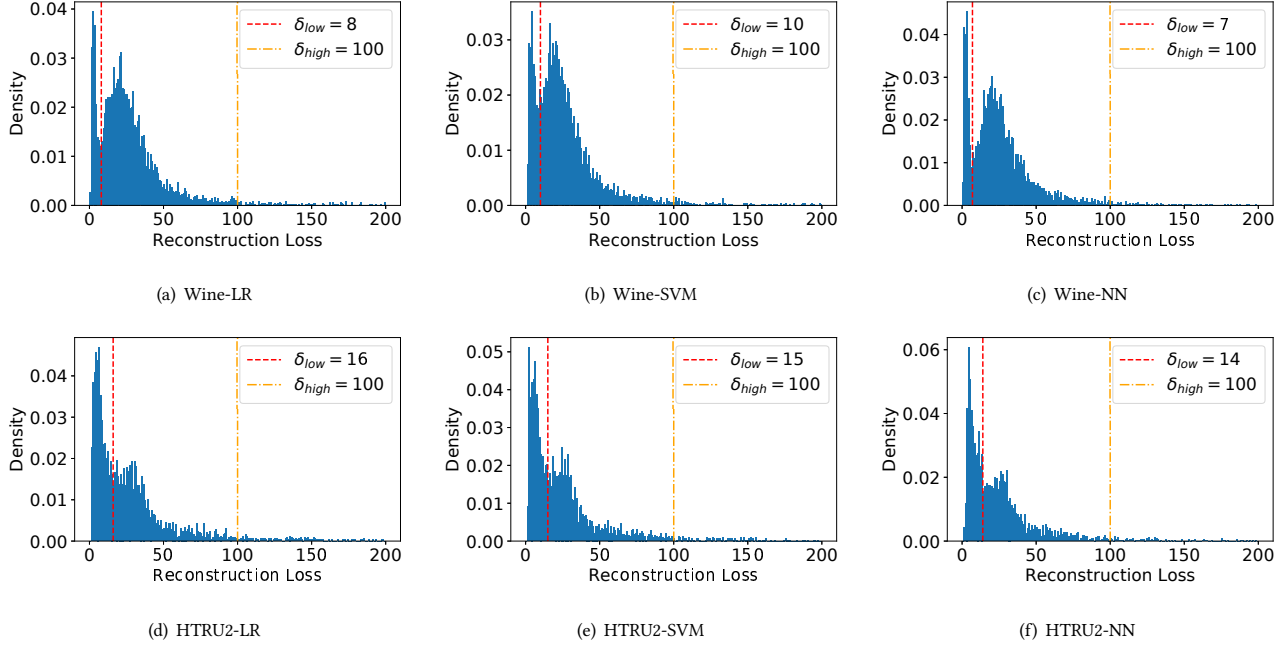 0.04
0.03
0.02
0.01
0.00
Density
0 50 100 150 200
Reconstruction Loss
δlow = 8
δhigh = 100
(a) Wine-LR
0.03
0.02
0.01
0.00
Density
0 50 100 150 200
Reconstruction Loss
δlow = 10
δhigh = 100
(b) Wine-SVM
0.04
0.03
0.02
0.01
0.00
Density
0 50 100 150 200
Reconstruction Loss
δlow = 7
δhigh = 100
(c) Wine-NN
0.04
0.03
0.02
0.01
0.00
Density
0 50 100 150 200
Reconstruction Loss
δlow = 16
δhigh = 100
(d) HTRU2-LR
0.05
0.04
0.03
0.02
0.01
0.00
Density
0 50 100 150 200
Reconstruction Loss
δlow = 15
δhigh = 100
(e) HTRU2-SVM
0.06
0.04
0.02
0.00
Density
0 50 100 150 200
Reconstruction Loss
δlow = 14
δhigh = 100
(f) HTRU2-NN